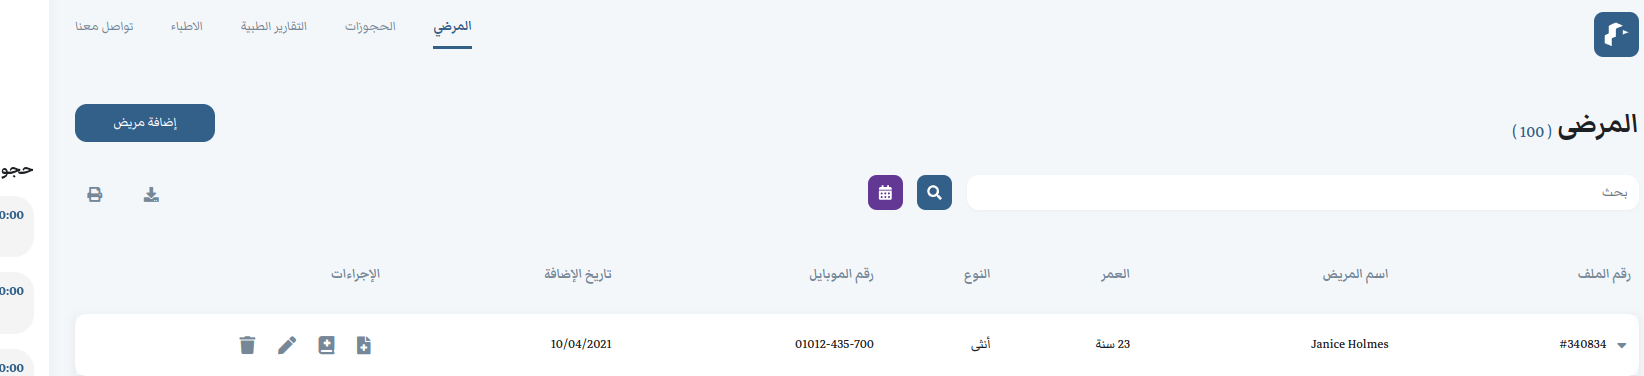 المرضي الحجوزات التقارير الطبية الاطباء تواصل معنا
المرضى (100) إضافة مريض
حجو
بحث
0:00
رقم الملف اسم المريض العمر النوع رقم الموبايل تاريخ الإضافة الإجراءات
0:00
#340834 Janice Holmes 23 سنة أنثى 01012-435-700 10/04/2021
0:00